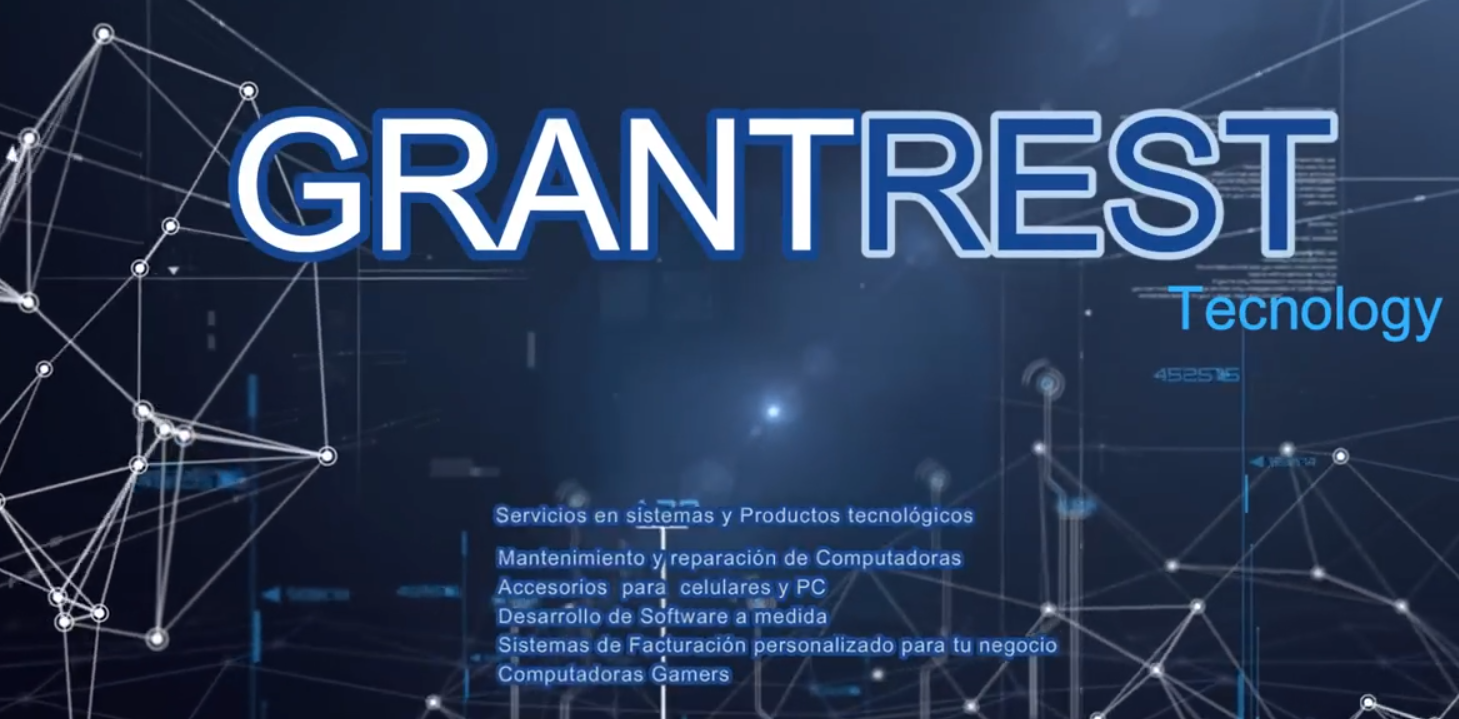 GRANTREST
Tecnology
452576
Servicios en sistemas y Productos tecnológicos
Mantenimiento y reparación de Computadoras
Accesorios para celulares y PC
Desarrollo de Software a medida
Sistemas de Facturación personalizado para tu negocio
Computadoras Gamers